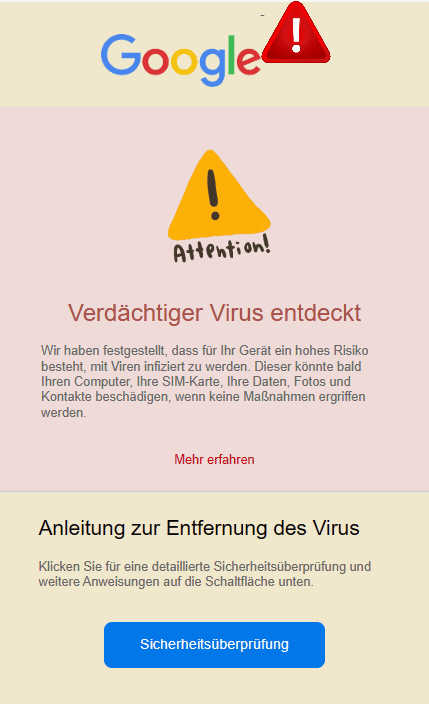 Google
Attention!
Verdächtiger Virus entdeckt
Wir haben festgestellt, dass für Ihr Gerät ein hohes Risiko
besteht, mit Viren infiziert zu werden. Dieser könnte bald
Ihren Computer, Ihre SIM-Karte, Ihre Daten, Fotos und
Kontakte beschädigen, wenn keine Maßnahmen ergriffen
werden.
Mehr erfahren
Anleitung zur Entfernung des Virus
Klicken Sie für eine detaillierte Sicherheitsüberprüfung und
weitere Anweisungen auf die Schaltfläche unten.
Sicherheitsüberprüfung